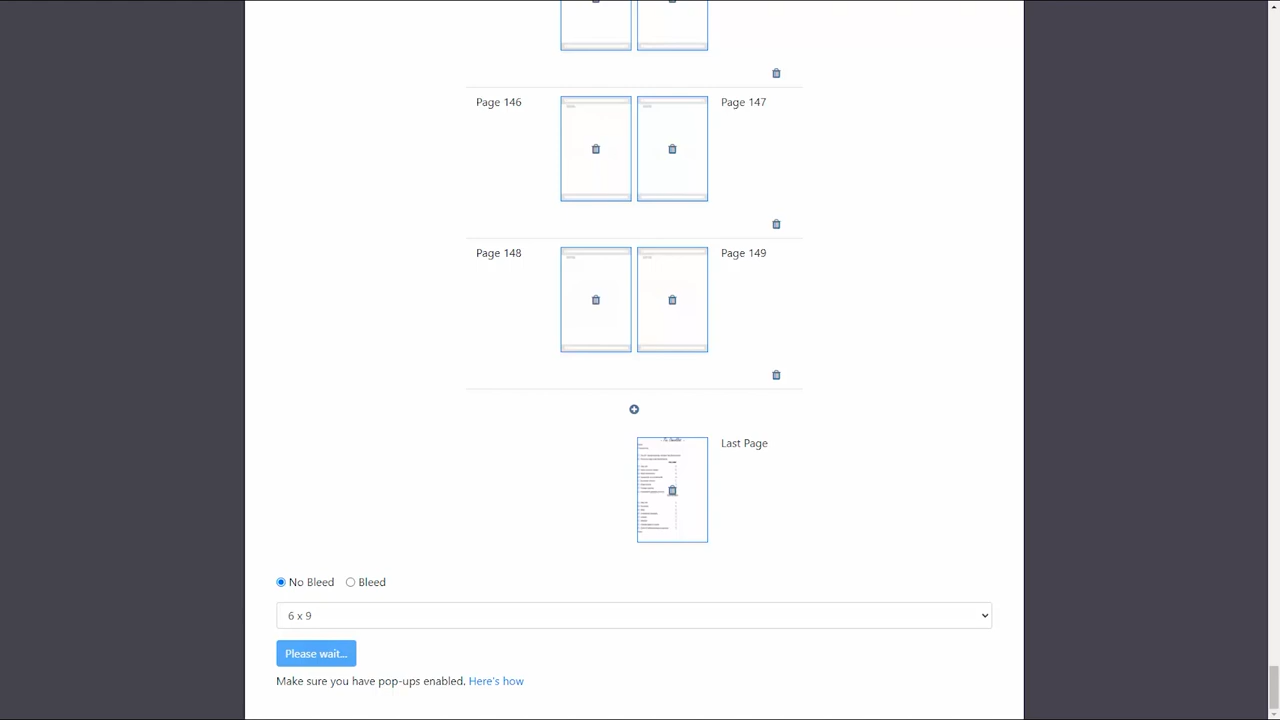 Page 146
Page 147
Page 148
Page 149
Last Page
No Bleed
Bleed
6 x 9
Please wait...
Make sure you have pop-ups enabled. Here's how